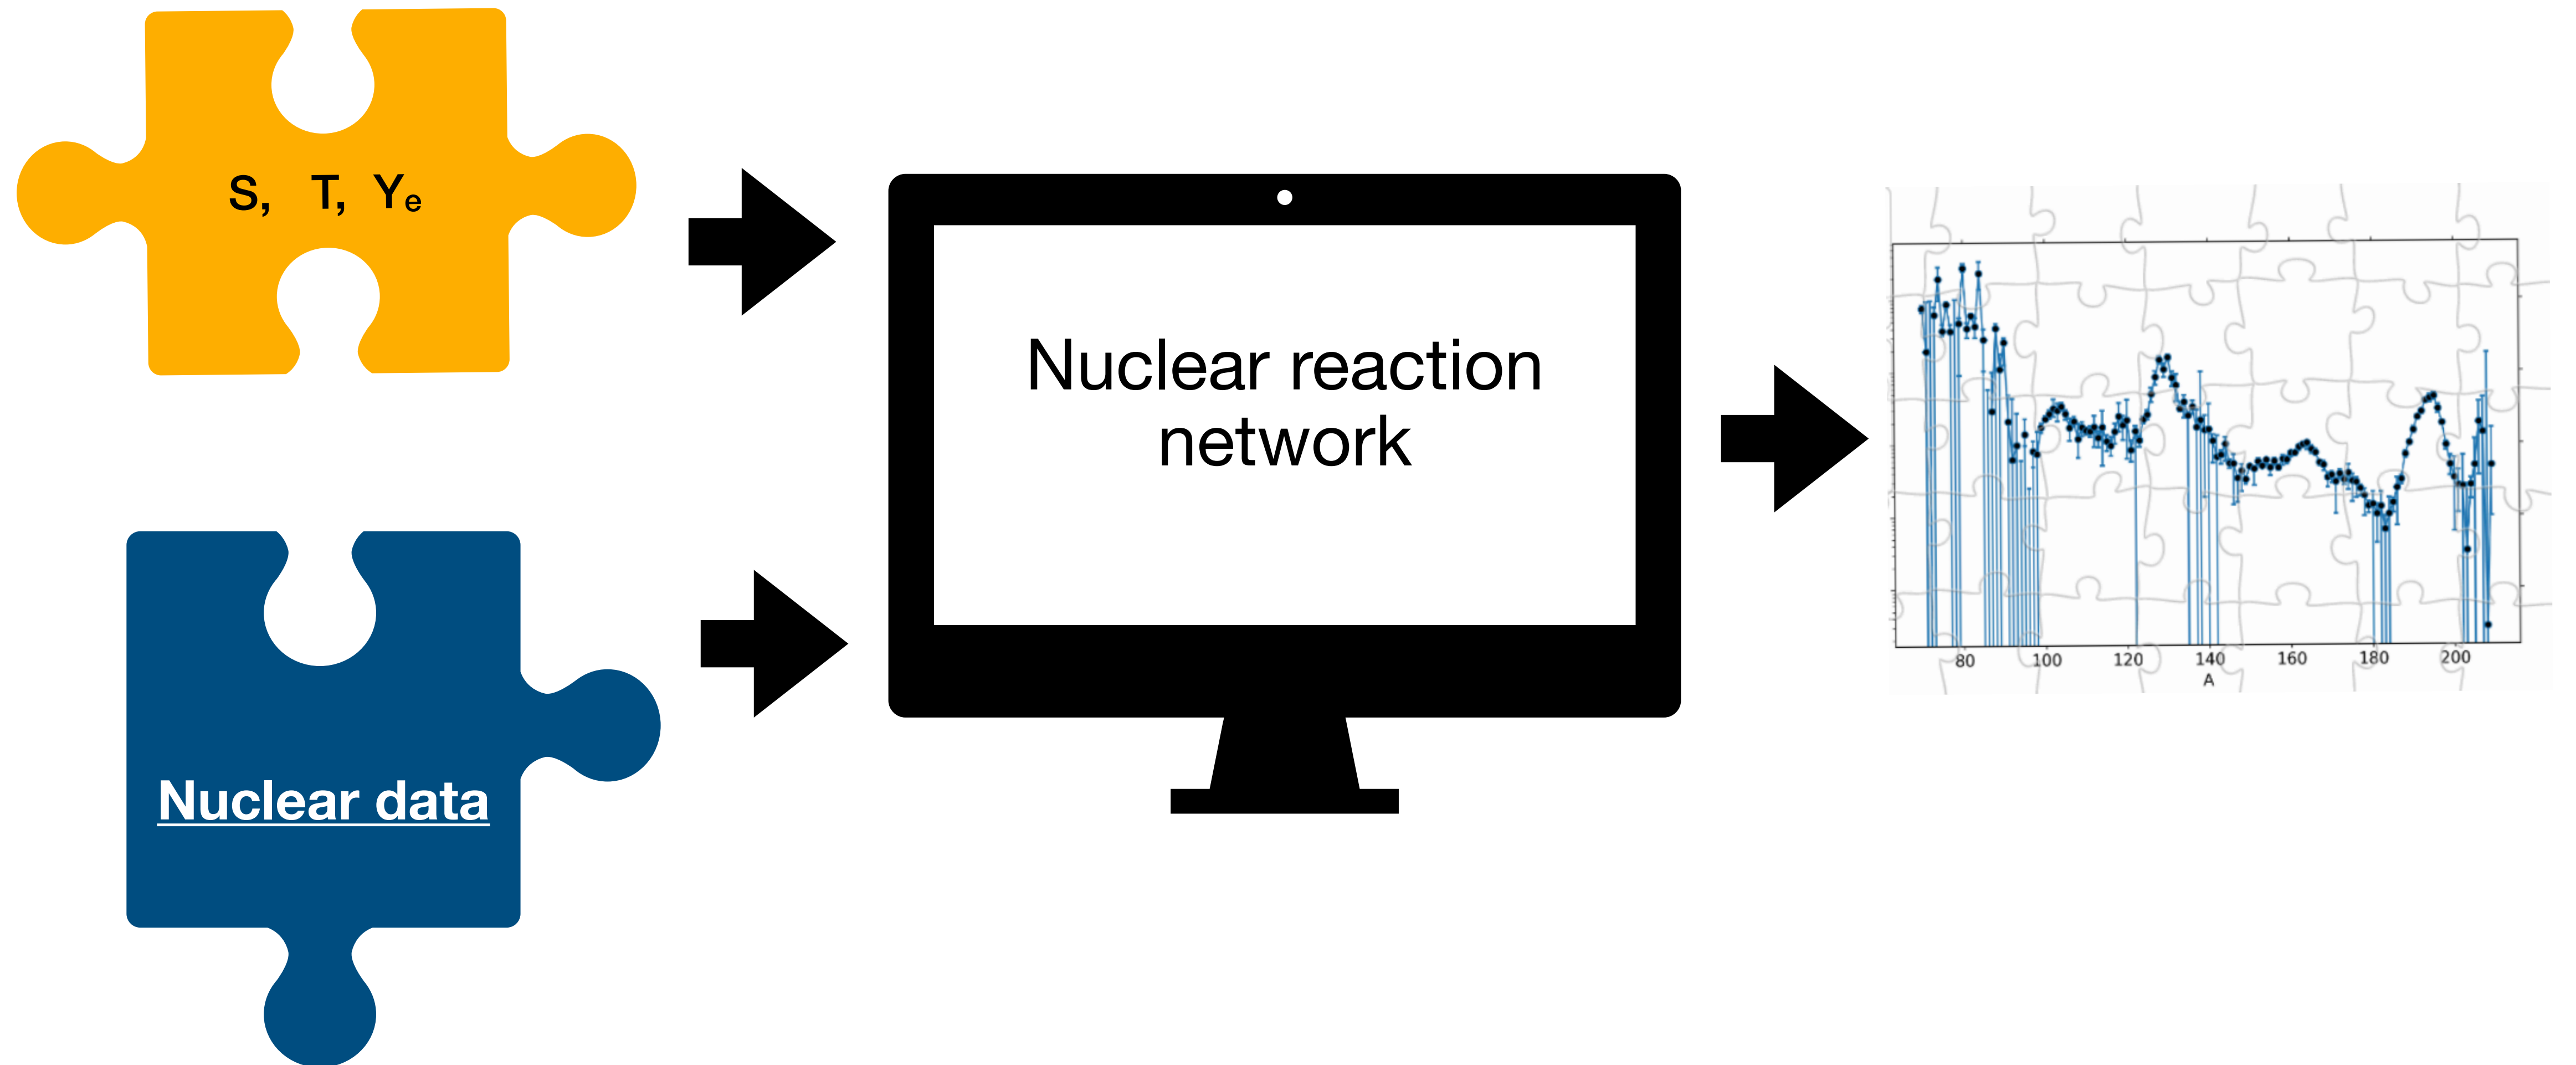 S, T, Ye
Nuclear data
Nuclear reaction
network
80 100 120 140 160 180 200
A